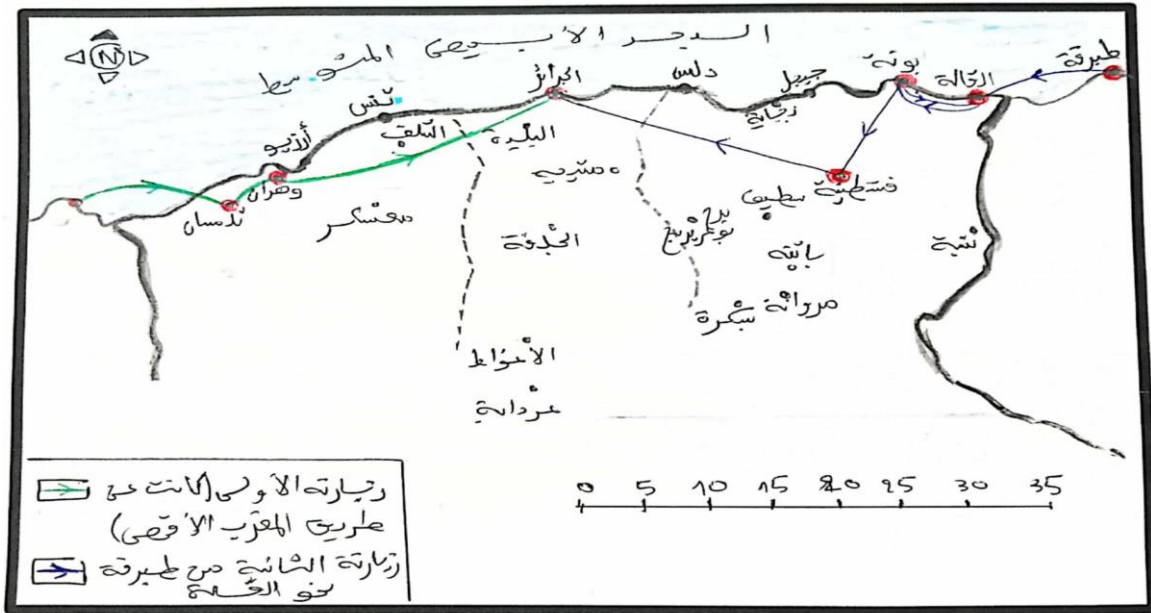 N
البحر الأبيض المتوسط
طبرقة
القالة
بونة
جيجل
بجاية
دلس
الجزائر
تنس
أرزيو
وهران
تلمسان
معسكر
البليدة
الجلفة
الأغواط
غرداية
قسنطينة
سطيف
برج بوعريريج
باتنة
مروانة
بسكرة
تبسة
0 5 10 15 20 25 30 35
زيارته الأولى (كانت عن
طريق المغرب الأقصى)
زيارته الثانية من طبرقة
نحو القالة